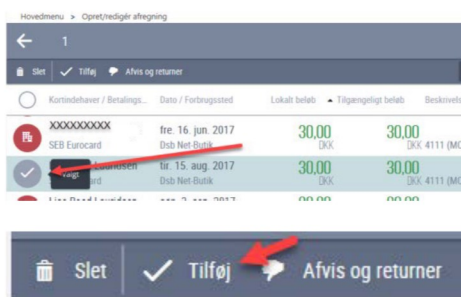 Hovedmenu > Opret/redigér afregning
← 1
Slet Tilføj Afvis og returner
Kortindehaver / Betalings... Dato / Forbrugssted Lokalt beløb Tilgængeligt beløb Beskrivels
XXXXXXXXX fre. 16. jun. 2017 30,00 30,00
SEB Eurocard Dsb Net-Butik DKK DKK 4111 (MC
Valgt tir. 15. aug. 2017 30,00 30,00
Dsb Net-Butik DKK DKK 4111 (MC
Slet Tilføj Afvis og returner